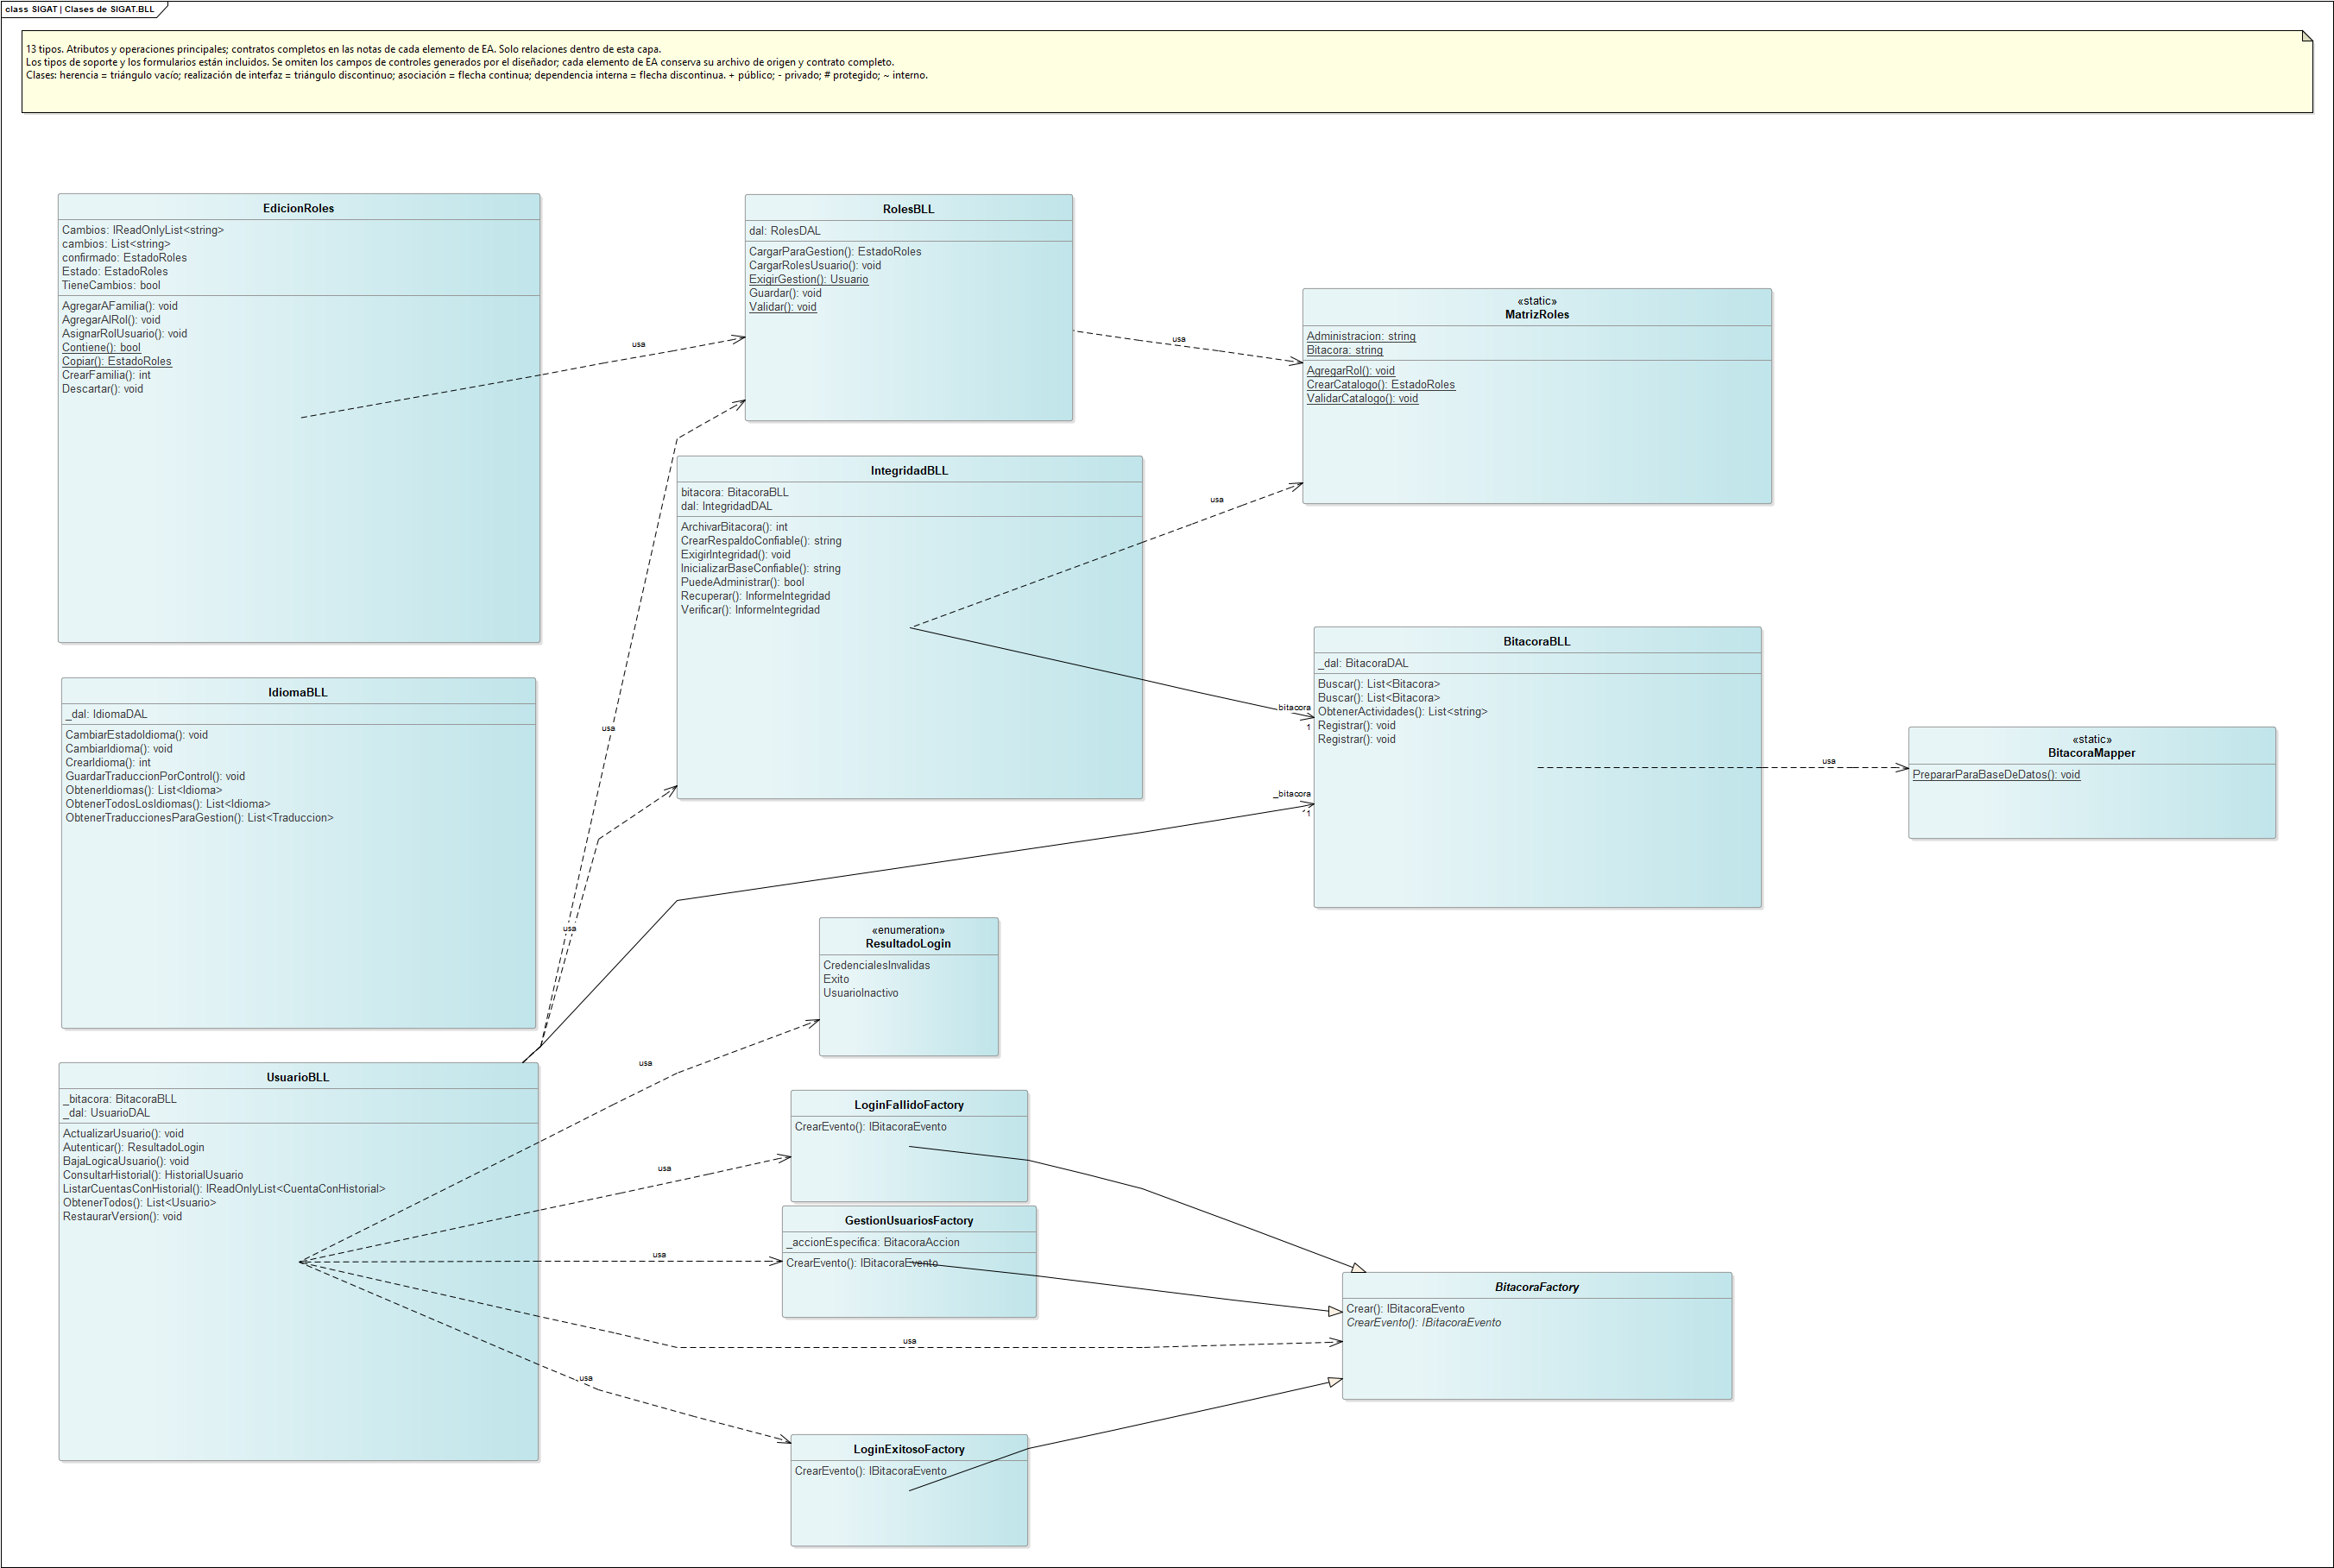 class SIGAT | Clases de SIGAT.BLL
13 tipos. Atributos y operaciones principales; contratos completos en las notas de cada elemento de EA. Solo relaciones dentro de esta capa.
Los tipos de soporte y los formularios están incluidos. Se omiten los campos de controles generados por el diseñador; cada elemento de EA conserva su archivo de origen y contrato completo.
Clases: herencia = triángulo vacío; realización de interfaz = triángulo discontinuo; asociación = flecha continua; dependencia interna = flecha discontinua. + público; - privado; # protegido; ~ interno.
EdicionRoles
Cambios: IReadOnlyList<string>
cambios: List<string>
confirmado: EstadoRoles
Estado: EstadoRoles
TieneCambios: bool
AgregarAFamilia(): void
AgregarAlRol(): void
AsignarRolUsuario(): void
Contiene(): bool
Copiar(): EstadoRoles
CrearFamilia(): int
Descartar(): void
usa
RolesBLL
dal: RolesDAL
CargarParaGestion(): EstadoRoles
CargarRolesUsuario(): void
ExigirGestion(): Usuario
Guardar(): void
Validar(): void
usa
«static»
MatrizRoles
Administracion: string
Bitacora: string
AgregarRol(): void
CrearCatalogo(): EstadoRoles
ValidarCatalogo(): void
IntegridadBLL
bitacora: BitacoraBLL
dal: IntegridadDAL
ArchivarBitacora(): int
CrearRespaldoConfiable(): string
ExigirIntegridad(): void
InicializarBaseConfiable(): string
PuedeAdministrar(): bool
Recuperar(): InformeIntegridad
Verificar(): InformeIntegridad
usa
bitacora
1
_bitacora
1
BitacoraBLL
_dal: BitacoraDAL
Buscar(): List<Bitacora>
Buscar(): List<Bitacora>
ObtenerActividades(): List<string>
Registrar(): void
Registrar(): void
usa
«static»
BitacoraMapper
PrepararParaBaseDeDatos(): void
IdiomaBLL
_dal: IdiomaDAL
CambiarEstadoIdioma(): void
CambiarIdioma(): void
CrearIdioma(): int
GuardarTraduccionPorControl(): void
ObtenerIdiomas(): List<Idioma>
ObtenerTodosLosIdiomas(): List<Idioma>
ObtenerTraduccionesParaGestion(): List<Traduccion>
usa
usa
«enumeration»
ResultadoLogin
CredencialesInvalidas
Exito
UsuarioInactivo
UsuarioBLL
_bitacora: BitacoraBLL
_dal: UsuarioDAL
ActualizarUsuario(): void
Autenticar(): ResultadoLogin
BajaLogicaUsuario(): void
ConsultarHistorial(): HistorialUsuario
ListarCuentasConHistorial(): IReadOnlyList<CuentaConHistorial>
ObtenerTodos(): List<Usuario>
RestaurarVersion(): void
usa
usa
usa
usa
usa
LoginFallidoFactory
CrearEvento(): IBitacoraEvento
GestionUsuariosFactory
_accionEspecifica: BitacoraAccion
CrearEvento(): IBitacoraEvento
BitacoraFactory
Crear(): IBitacoraEvento
CrearEvento(): IBitacoraEvento
LoginExitosoFactory
CrearEvento(): IBitacoraEvento